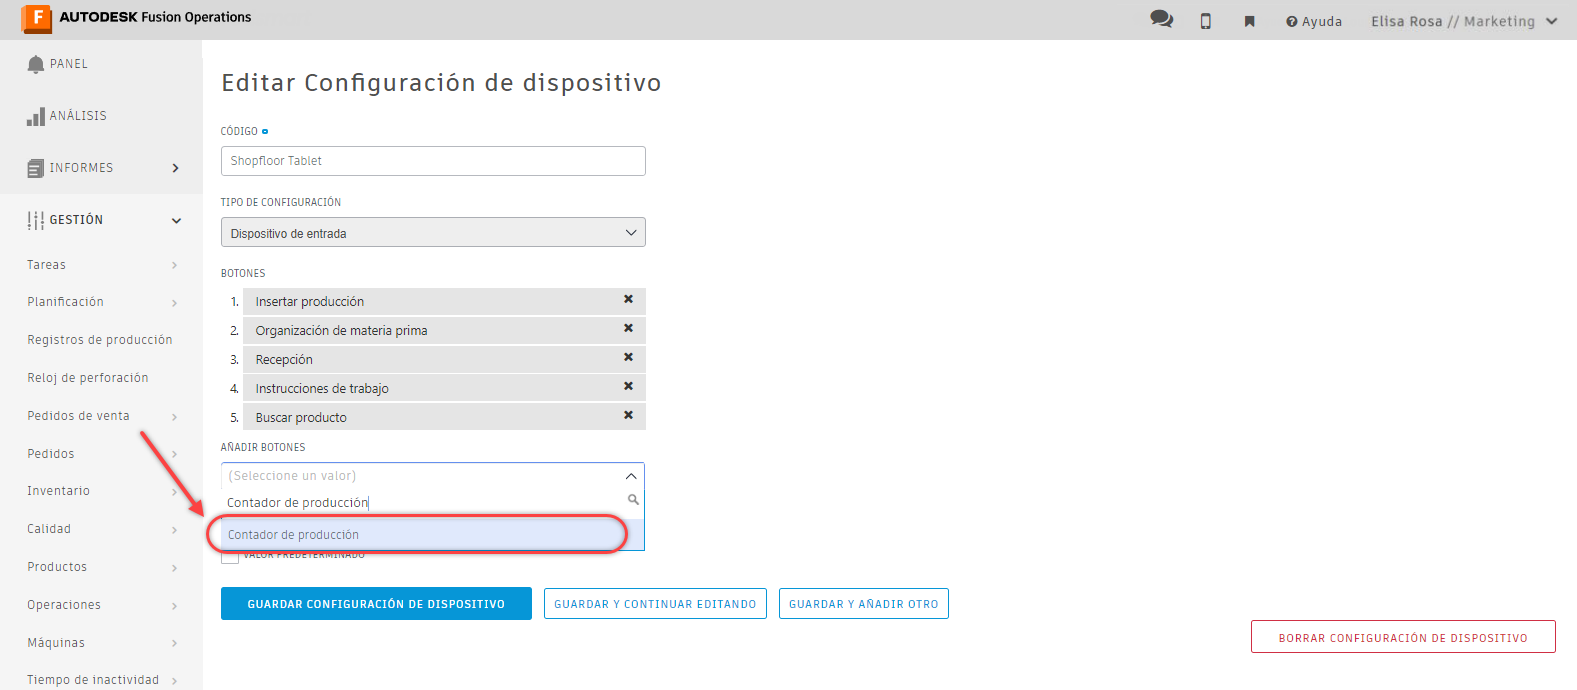 F AUTODESK Fusion Operations
Ayuda
Elisa Rosa // Marketing
PANEL
ANÁLISIS
INFORMES
GESTIÓN
Tareas
Planificación
Registros de producción
Reloj de perforación
Pedidos de venta
Pedidos
Inventario
Calidad
Productos
Operaciones
Máquinas
Tiempo de inactividad
Editar Configuración de dispositivo
CÓDIGO
Shopfloor Tablet
TIPO DE CONFIGURACIÓN
Dispositivo de entrada
BOTONES
1. Insertar producción
2. Organización de materia prima
3. Recepción
4. Instrucciones de trabajo
5. Buscar producto
AÑADIR BOTONES
(Seleccione un valor)
Contador de producción
Contador de producción
VALOR PREDETERMINADO
GUARDAR CONFIGURACIÓN DE DISPOSITIVO
GUARDAR Y CONTINUAR EDITANDO
GUARDAR Y AÑADIR OTRO
BORRAR CONFIGURACIÓN DE DISPOSITIVO